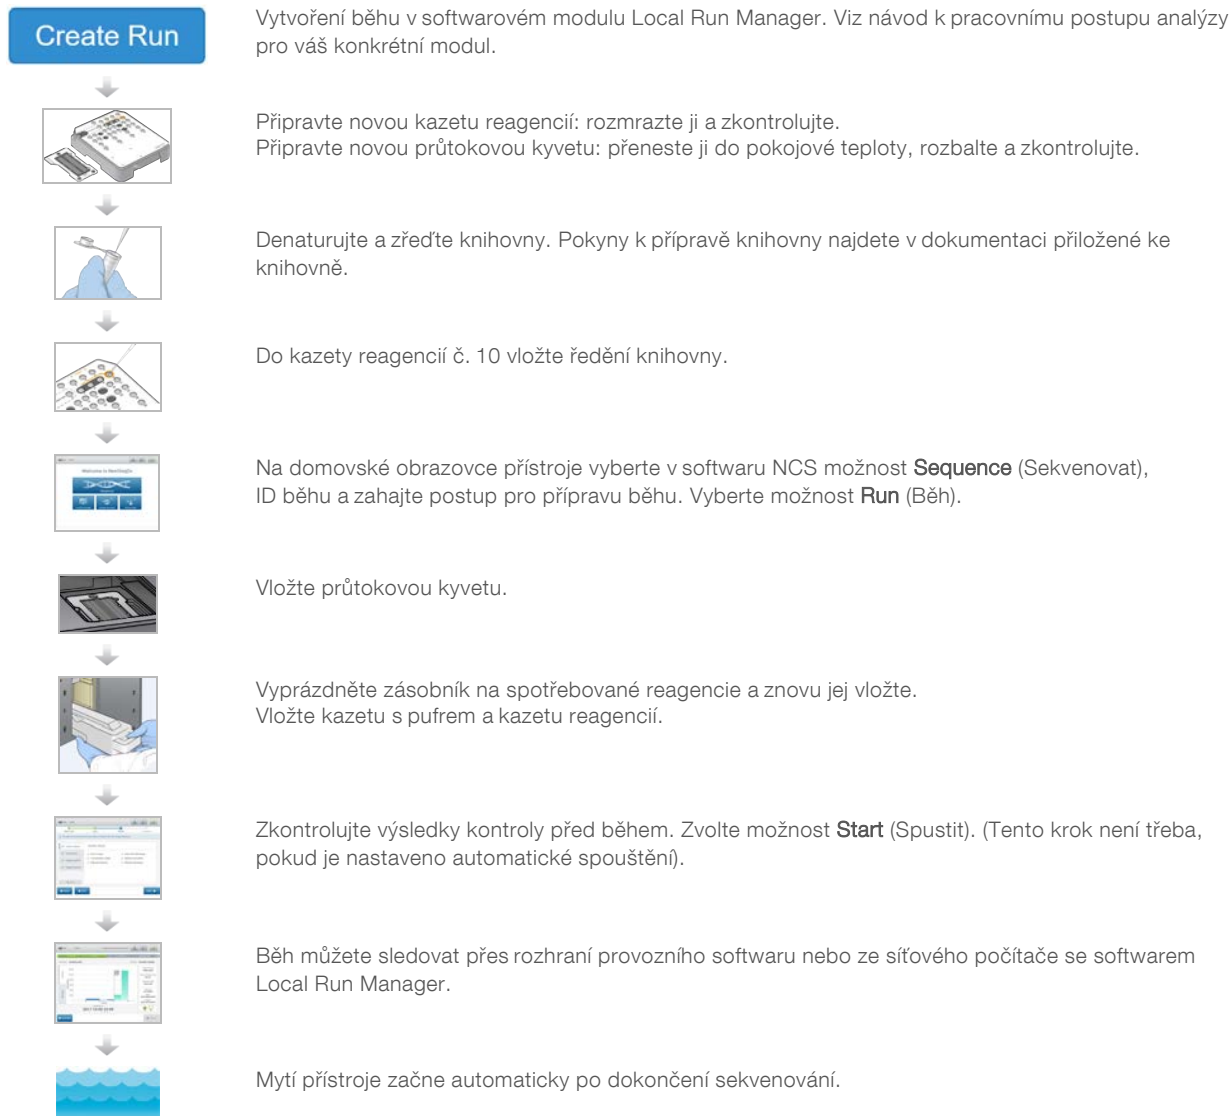 Create Run
Vytvoření běhu v softwarovém modulu Local Run Manager. Viz návod k pracovnímu postupu analýzy
pro váš konkrétní modul.
Připravte novou kazetu reagencií: rozmrazte ji a zkontrolujte.
Připravte novou průtokovou kyvetu: přeneste ji do pokojové teploty, rozbalte a zkontrolujte.
Denaturujte a zřeďte knihovny. Pokyny k přípravě knihovny najdete v dokumentaci přiložené ke
knihovně.
Do kazety reagencií č. 10 vložte ředění knihovny.
Na domovské obrazovce přístroje vyberte v softwaru NCS možnost Sequence (Sekvenovat),
ID běhu a zahajte postup pro přípravu běhu. Vyberte možnost Run (Běh).
Vložte průtokovou kyvetu.
Vyprázdněte zásobník na spotřebované reagencie a znovu jej vložte.
Vložte kazetu s pufrem a kazetu reagencií.
Zkontrolujte výsledky kontroly před během. Zvolte možnost Start (Spustit). (Tento krok není třeba,
pokud je nastaveno automatické spouštění).
Běh můžete sledovat přes rozhraní provozního softwaru nebo ze síťového počítače se softwarem
Local Run Manager.
Mytí přístroje začne automaticky po dokončení sekvenování.